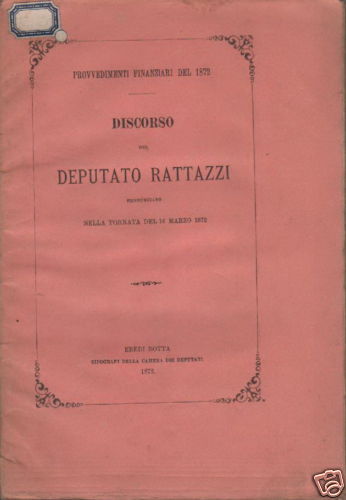 PROVVEDIMENTI FINANZIARI DEL 1872
DISCORSO
DEL
DEPUTATO RATTAZZI
PRONUNCIATO
NELLA TORNATA DEL 16 MARZO 1872
EREDI BOTTA
TIPOGRAFI DELLA CAMERA DEI DEPUTATI
1872.